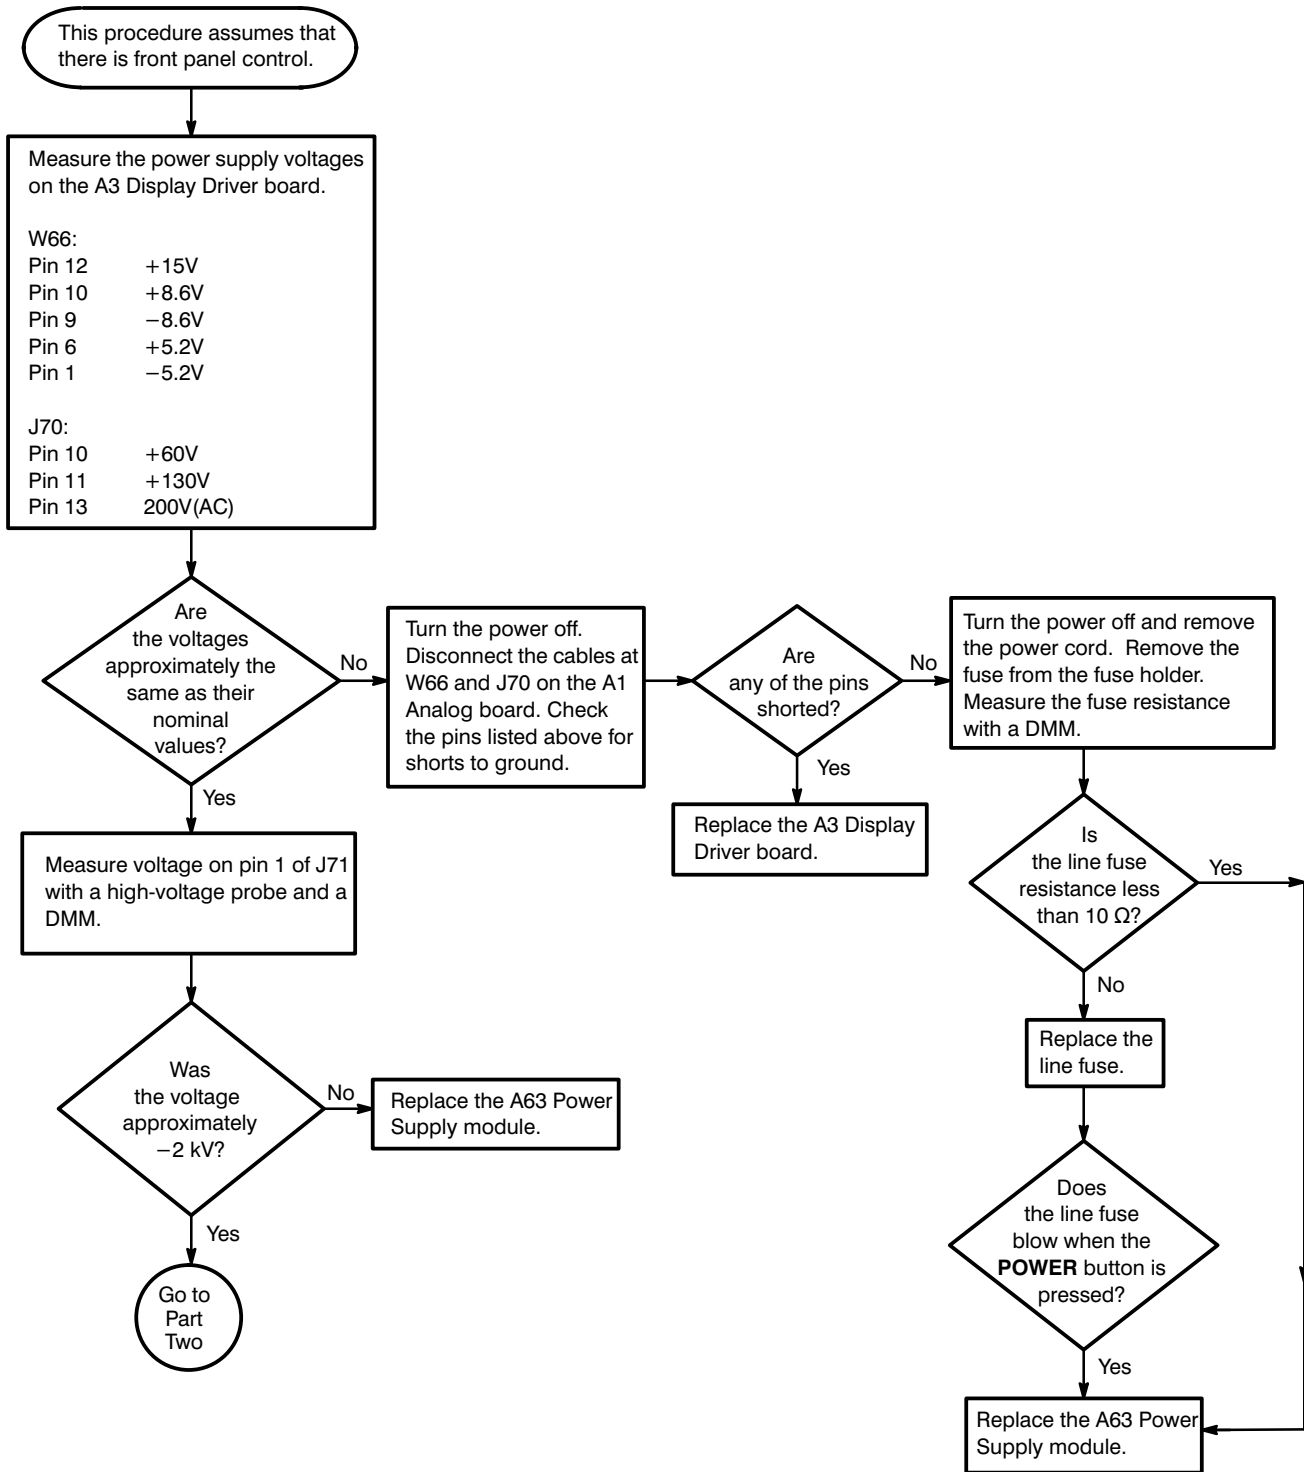 This procedure assumes that
there is front panel control.
Measure the power supply voltages
on the A3 Display Driver board.
W66:
Pin 12 +15V
Pin 10 +8.6V
Pin 9 −8.6V
Pin 6 +5.2V
Pin 1 −5.2V
J70:
Pin 10 +60V
Pin 11 +130V
Pin 13 200V(AC)
Are
the voltages
approximately the
same as their
nominal
values?
No
Yes
Turn the power off.
Disconnect the cables at
W66 and J70 on the A1
Analog board. Check
the pins listed above for
shorts to ground.
Are
any of the pins
shorted?
No
Yes
Replace the A3 Display
Driver board.
Turn the power off and remove
the power cord. Remove the
fuse from the fuse holder.
Measure the fuse resistance
with a DMM.
Is
the line fuse
resistance less
than 10 Ω?
Yes
No
Replace the
line fuse.
Does
the line fuse
blow when the
POWER button is
pressed?
Yes
Replace the A63 Power
Supply module.
Measure voltage on pin 1 of J71
with a high-voltage probe and a
DMM.
Was
the voltage
approximately
−2 kV?
No
Replace the A63 Power
Supply module.
Yes
Go to
Part
Two